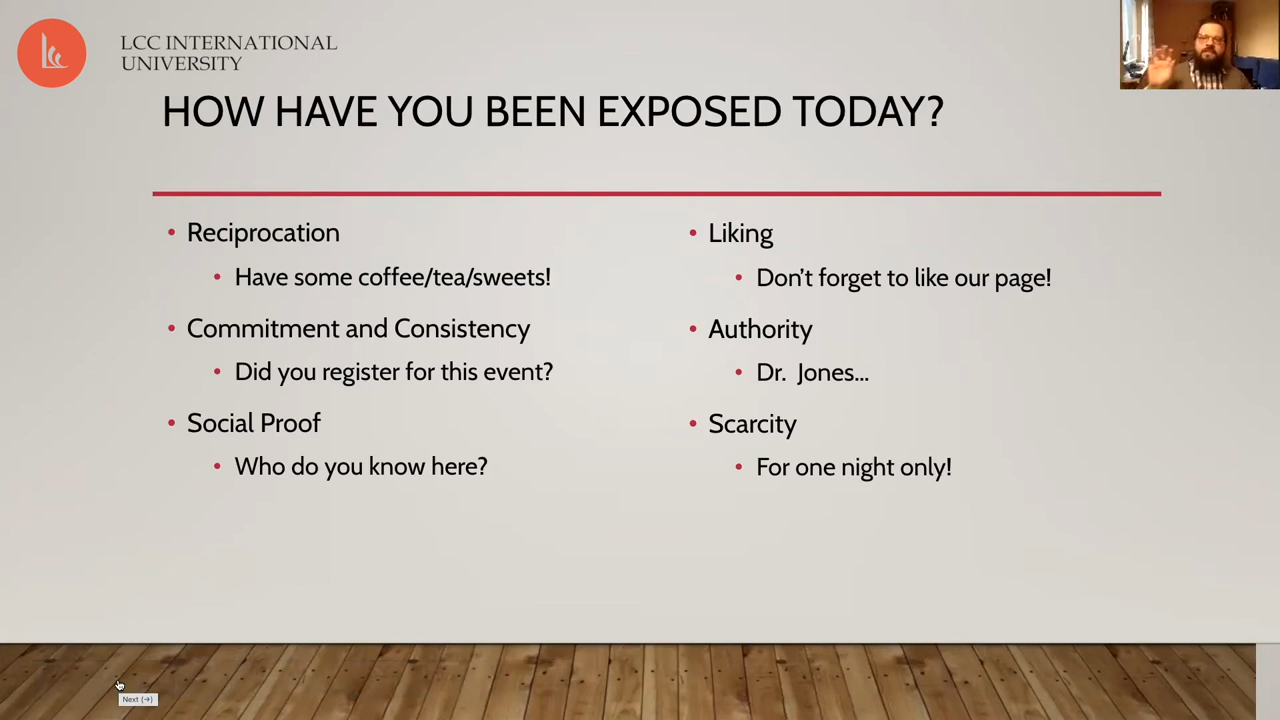 LCC INTERNATIONAL
UNIVERSITY
HOW HAVE YOU BEEN EXPOSED TODAY?
• Reciprocation
• Have some coffee/tea/sweets!
• Commitment and Consistency
• Did you register for this event?
• Social Proof
• Who do you know here?
• Liking
• Don't forget to like our page!
• Authority
• Dr. Jones...
• Scarcity
• For one night only!
Next (→)